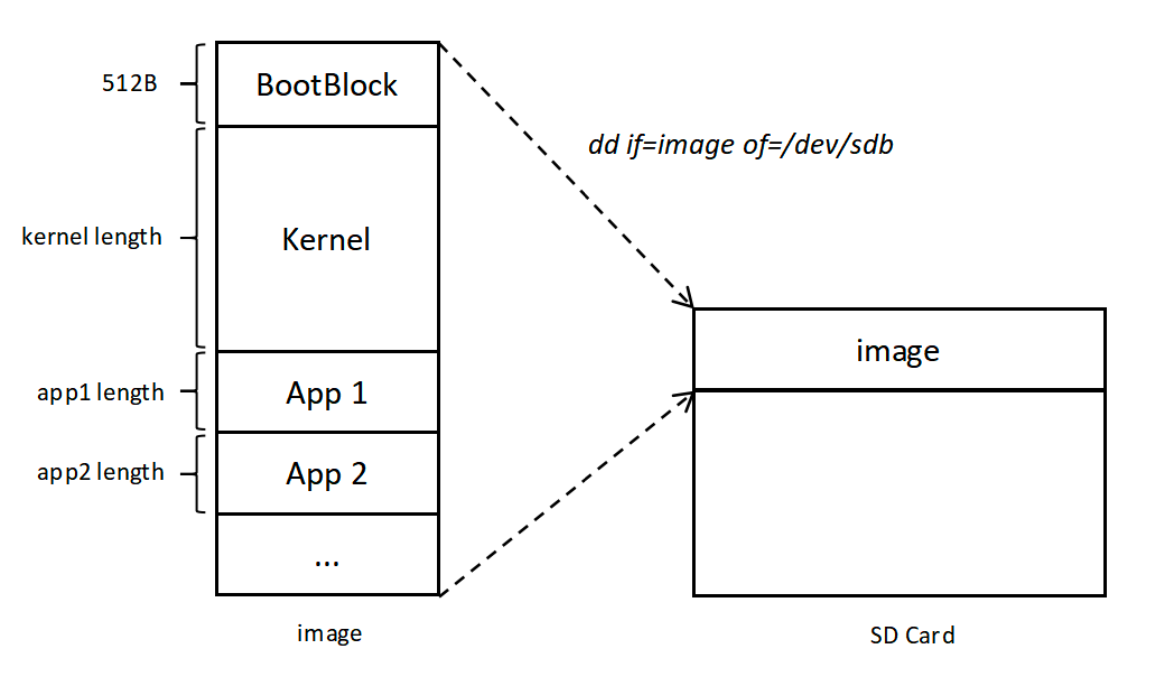 512B
BootBlock
dd if=image of=/dev/sdb
kernel length
Kernel
image
app1 length
App 1
app2 length
App 2
...
image
SD Card